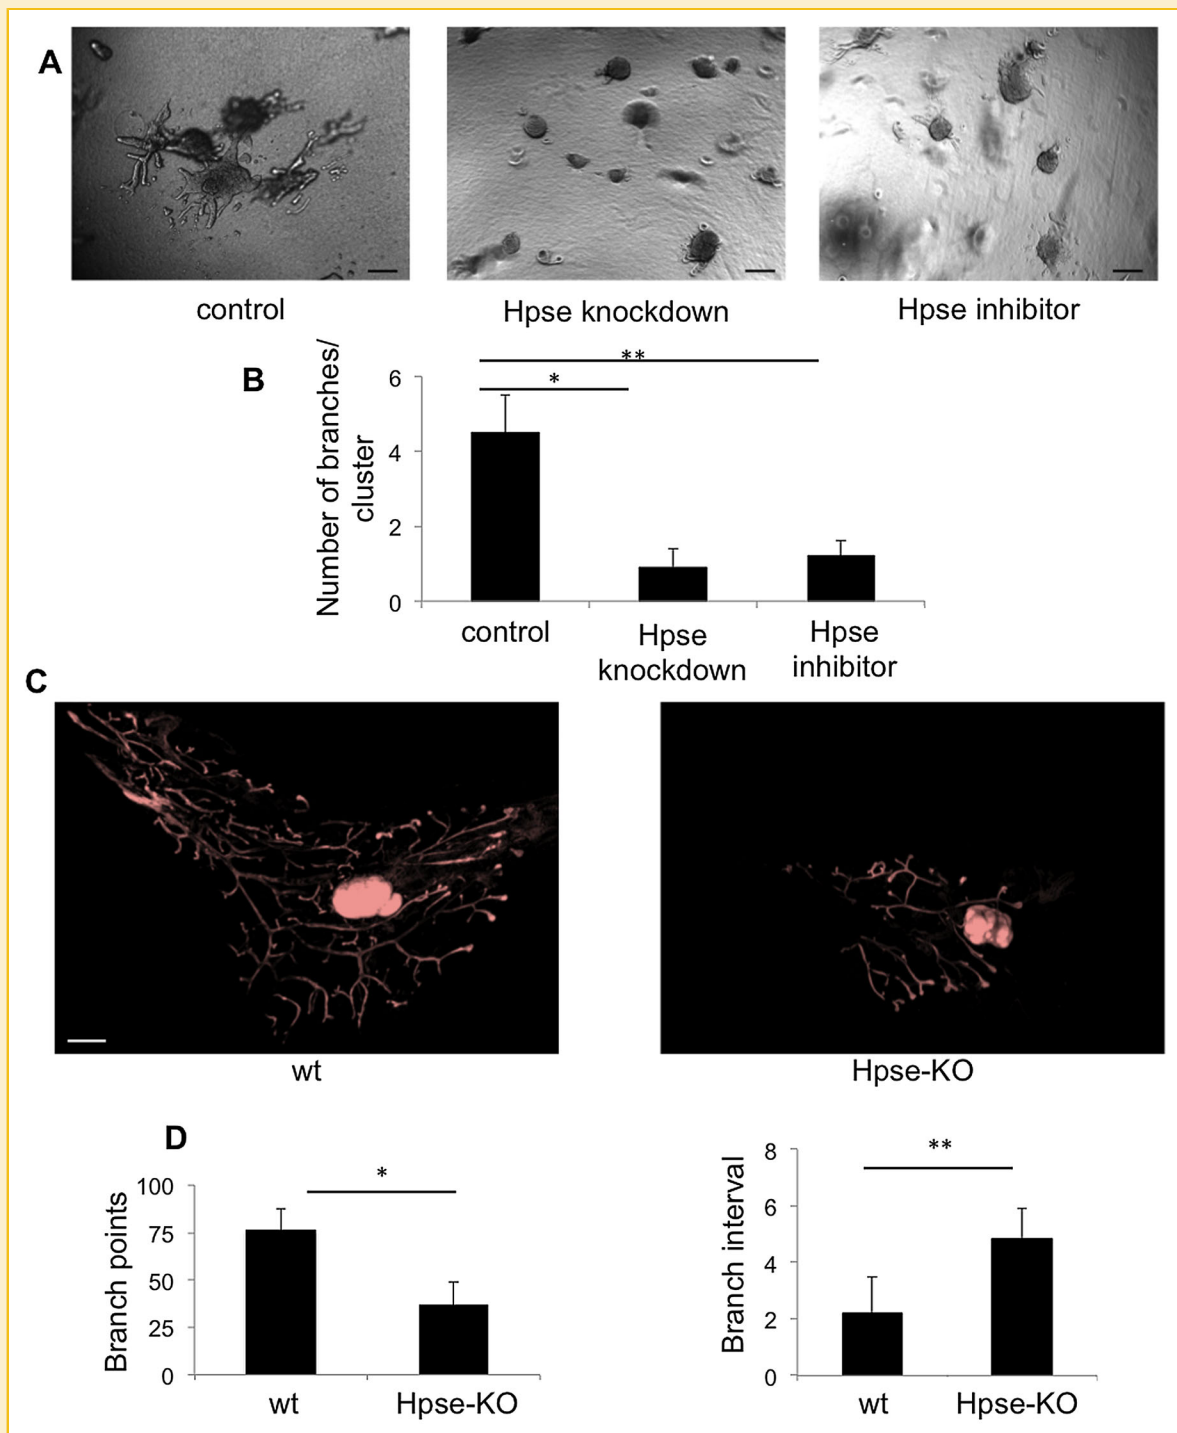 A
control
Hpse knockdown
Hpse inhibitor
B
Number of branches/
cluster
6
4
2
0
**
*
control
Hpse
knockdown
Hpse
inhibitor
C
wt
Hpse-KO
D
Branch points
100
75
50
25
0
*
wt
Hpse-KO
Branch interval
8
6
4
2
0
**
wt
Hpse-KO